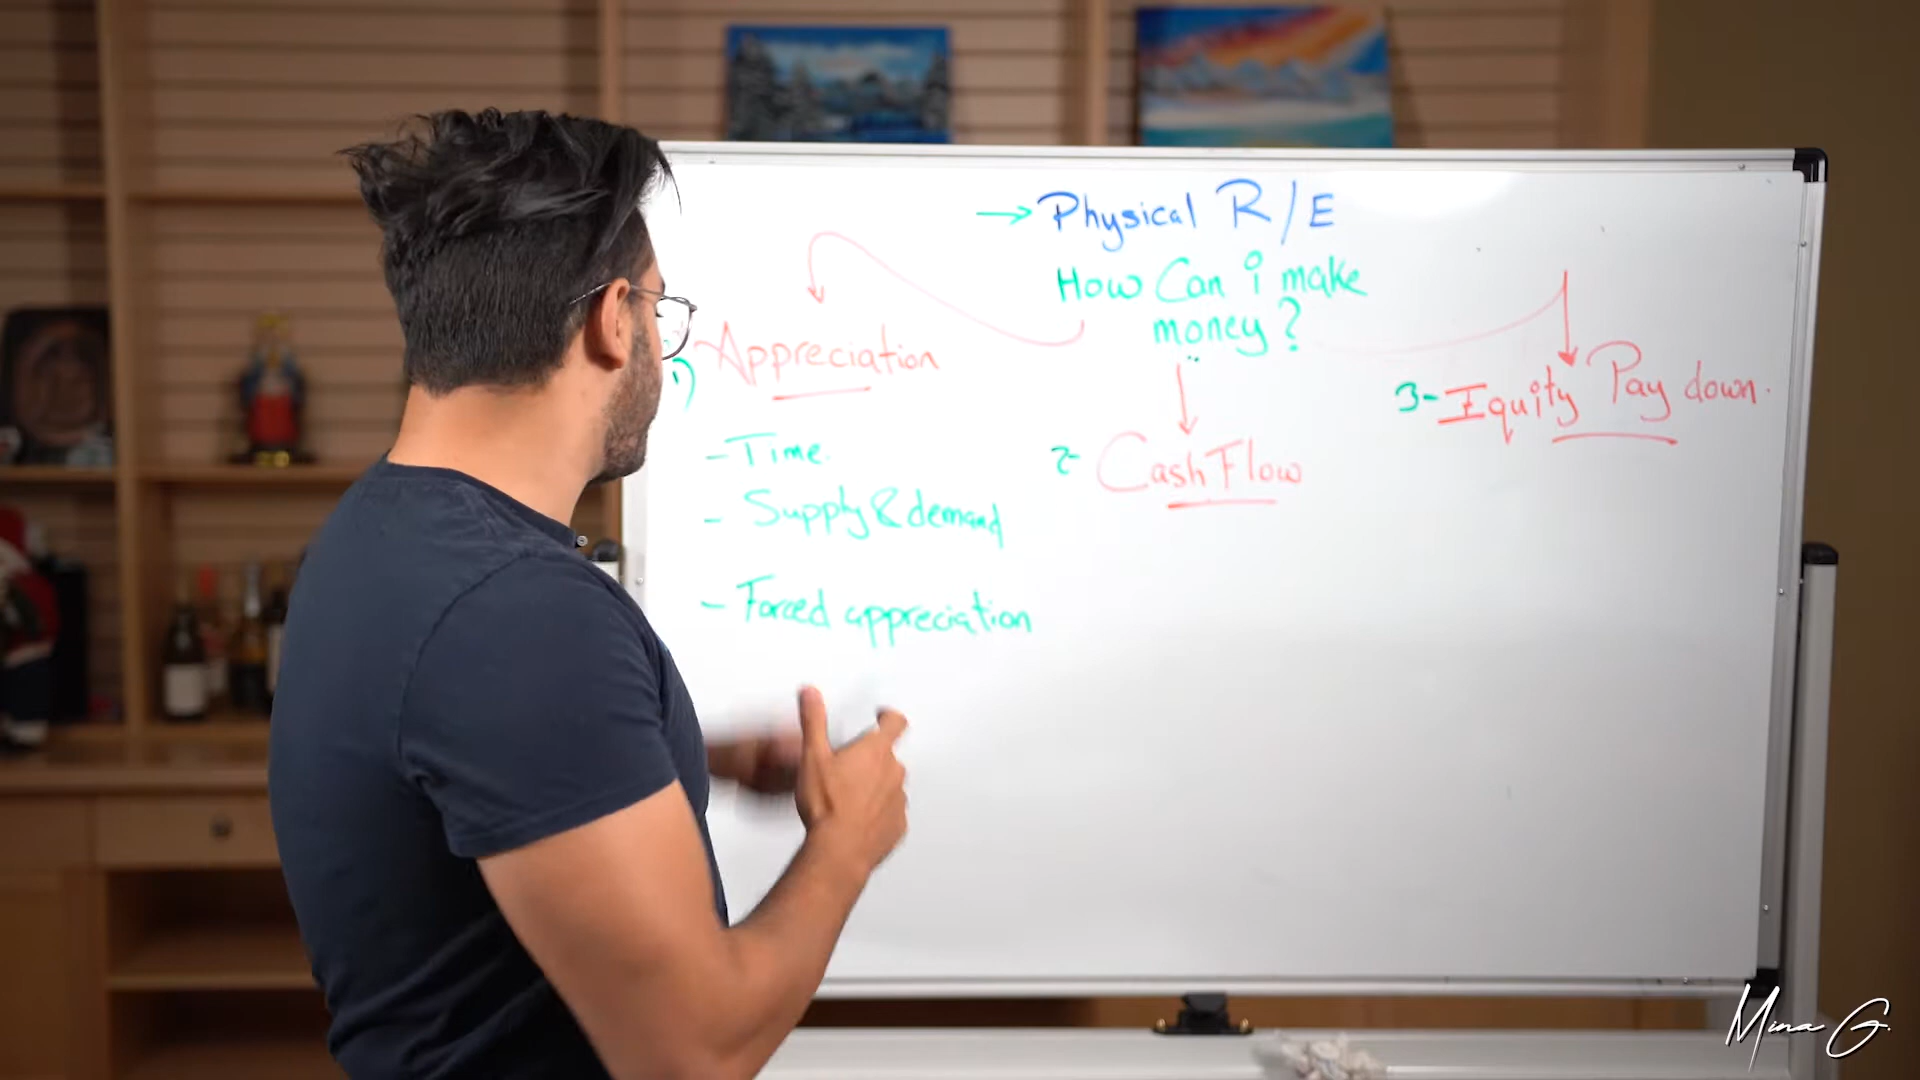 → Physical R/E
How Can i make
money?
1) Appreciation
- Time.
- Supply & demand
- Forced appreciation
2- Cash Flow
3- Equity Pay down.
Mina G.